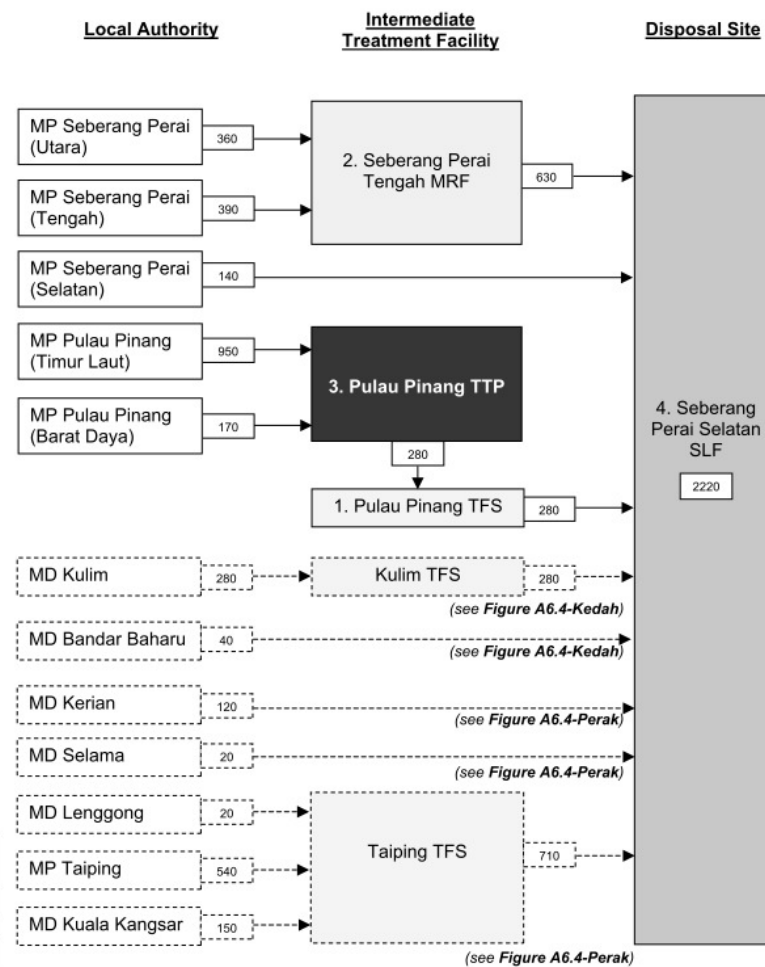 Local Authority
Intermediate
Treatment Facility
Disposal Site
MP Seberang Perai
(Utara)
360
2. Seberang Perai
Tengah MRF
630
MP Seberang Perai
(Tengah)
390
MP Seberang Perai
(Selatan)
140
MP Pulau Pinang
(Timur Laut)
950
3. Pulau Pinang TTP
MP Pulau Pinang
(Barat Daya)
170
280
1. Pulau Pinang TFS
280
4. Seberang
Perai Selatan
SLF
2220
MD Kulim
280
Kulim TFS
280
(see Figure A6.4-Kedah)
MD Bandar Baharu
40
(see Figure A6.4-Kedah)
MD Kerian
120
(see Figure A6.4-Perak)
MD Selama
20
(see Figure A6.4-Perak)
MD Lenggong
20
MP Taiping
540
Taiping TFS
710
MD Kuala Kangsar
150
(see Figure A6.4-Perak)